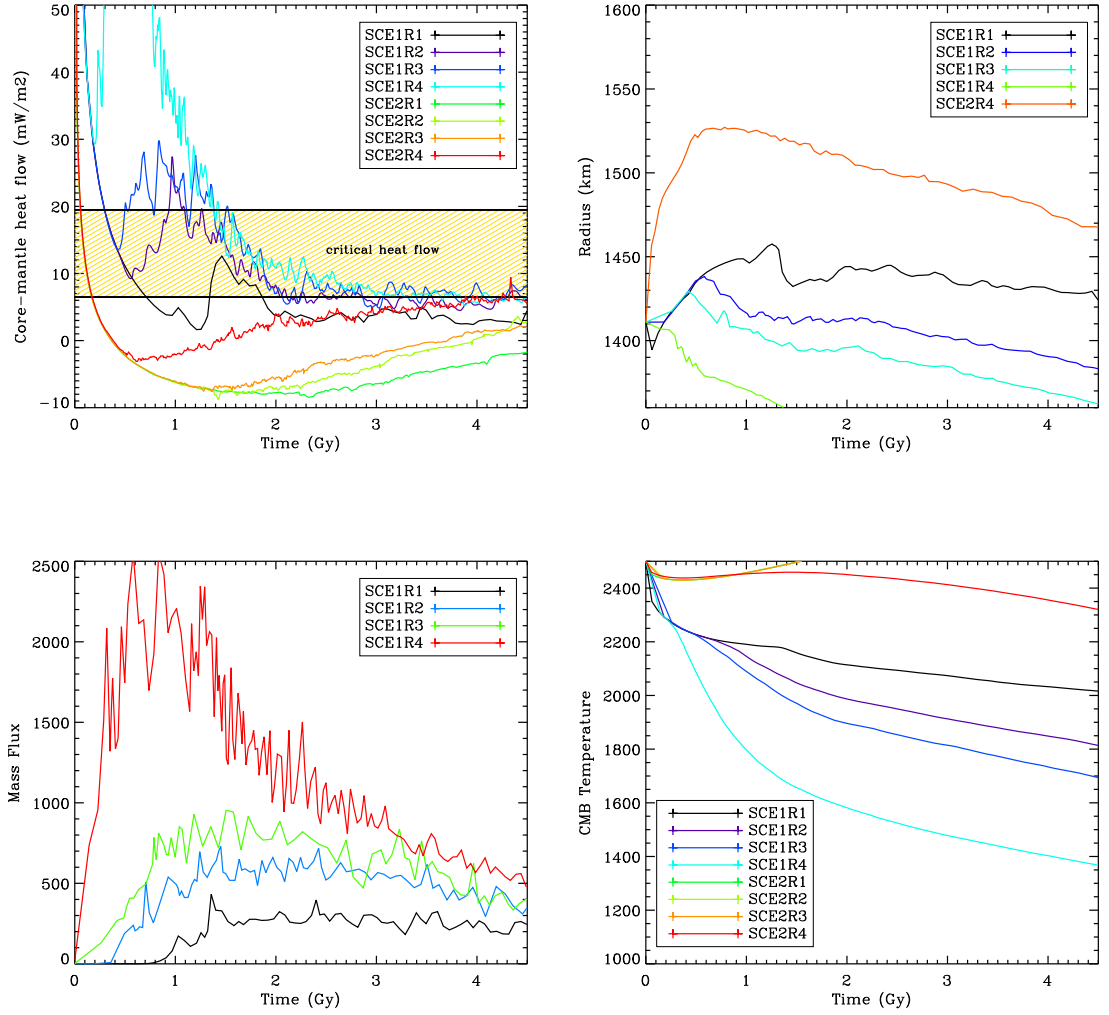 Core-mantle heat flow (mW/m2)
50
40
30
20
10
0
-10
0 1 2 3 4
Time (Gy)
SCE1R1
SCE1R2
SCE1R3
SCE1R4
SCE2R1
SCE2R2
SCE2R3
SCE2R4
critical heat flow
Radius (km)
1600
1550
1500
1450
1400
0 1 2 3 4
Time (Gy)
SCE1R1
SCE1R2
SCE1R3
SCE1R4
SCE2R4
Mass Flux
2500
2000
1500
1000
500
0
0 1 2 3 4
Time (Gy)
SCE1R1
SCE1R2
SCE1R3
SCE1R4
CMB Temperature
2400
2200
2000
1800
1600
1400
1200
1000
0 1 2 3 4
Time (Gy)
SCE1R1
SCE1R2
SCE1R3
SCE1R4
SCE2R1
SCE2R2
SCE2R3
SCE2R4